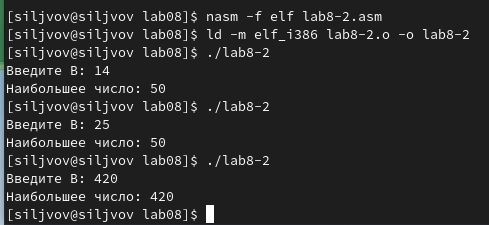 [siljvov@siljvov lab08]$ nasm -f elf lab8-2.asm
[siljvov@siljvov lab08]$ ld -m elf_i386 lab8-2.o -o lab8-2
[siljvov@siljvov lab08]$ ./lab8-2
Введите В: 14
Наибольшее число: 50
[siljvov@siljvov lab08]$ ./lab8-2
Введите В: 25
Наибольшее число: 50
[siljvov@siljvov lab08]$ ./lab8-2
Введите В: 420
Наибольшее число: 420
[siljvov@siljvov lab08]$